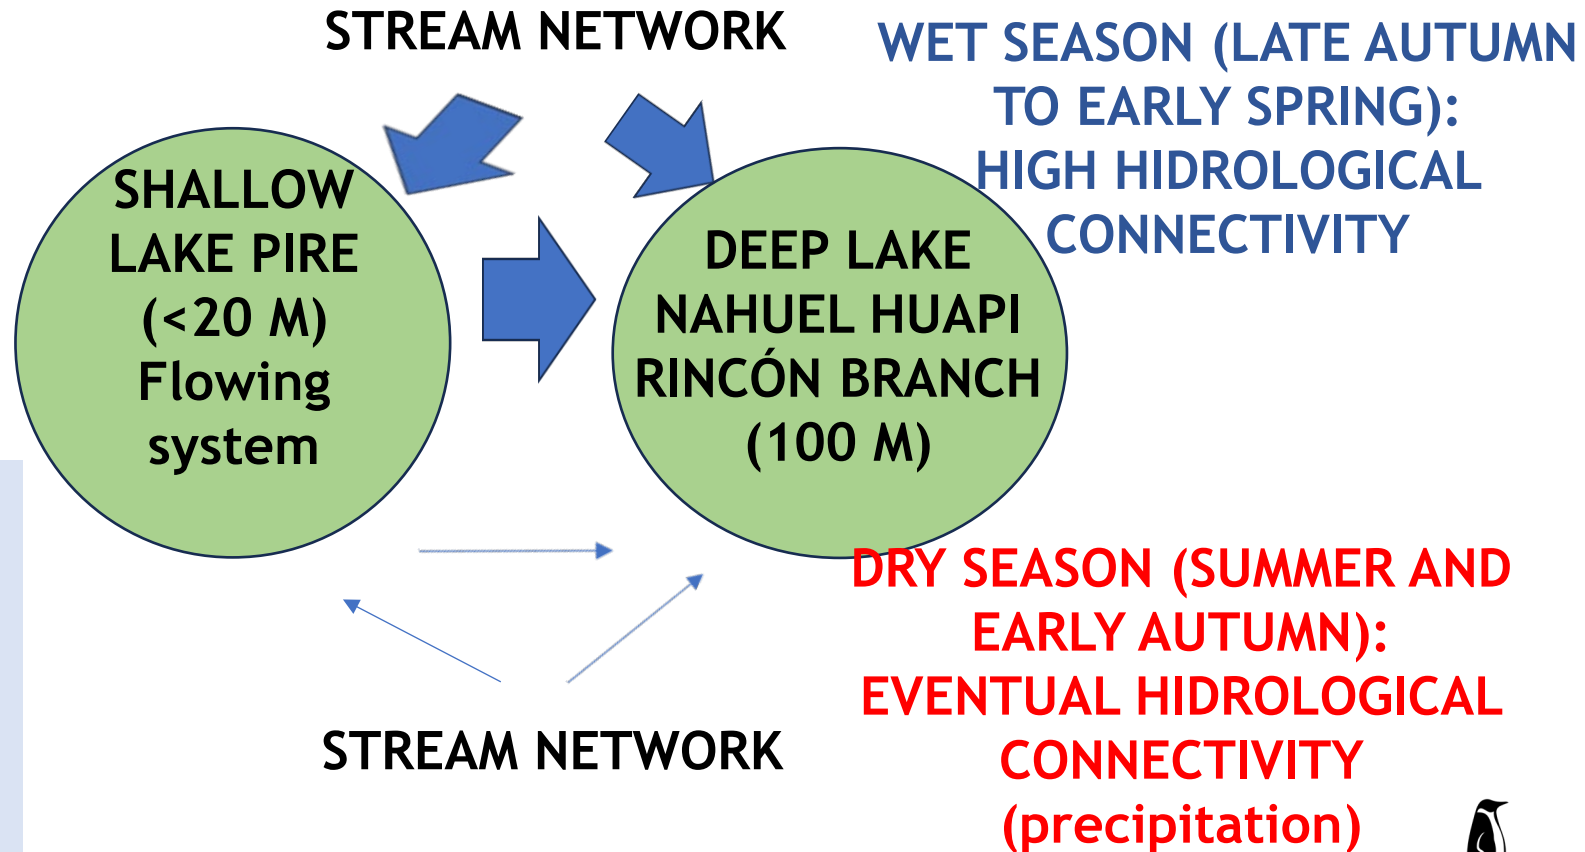 STREAM NETWORK
WET SEASON (LATE AUTUMN
TO EARLY SPRING):
HIGH HIDROLOGICAL
CONNECTIVITY
SHALLOW
LAKE PIRE
(<20 M)
Flowing
system
DEEP LAKE
NAHUEL HUAPI
RINCÓN BRANCH
(100 M)
DRY SEASON (SUMMER AND
EARLY AUTUMN):
EVENTUAL HIDROLOGICAL
CONNECTIVITY
(precipitation)
STREAM NETWORK